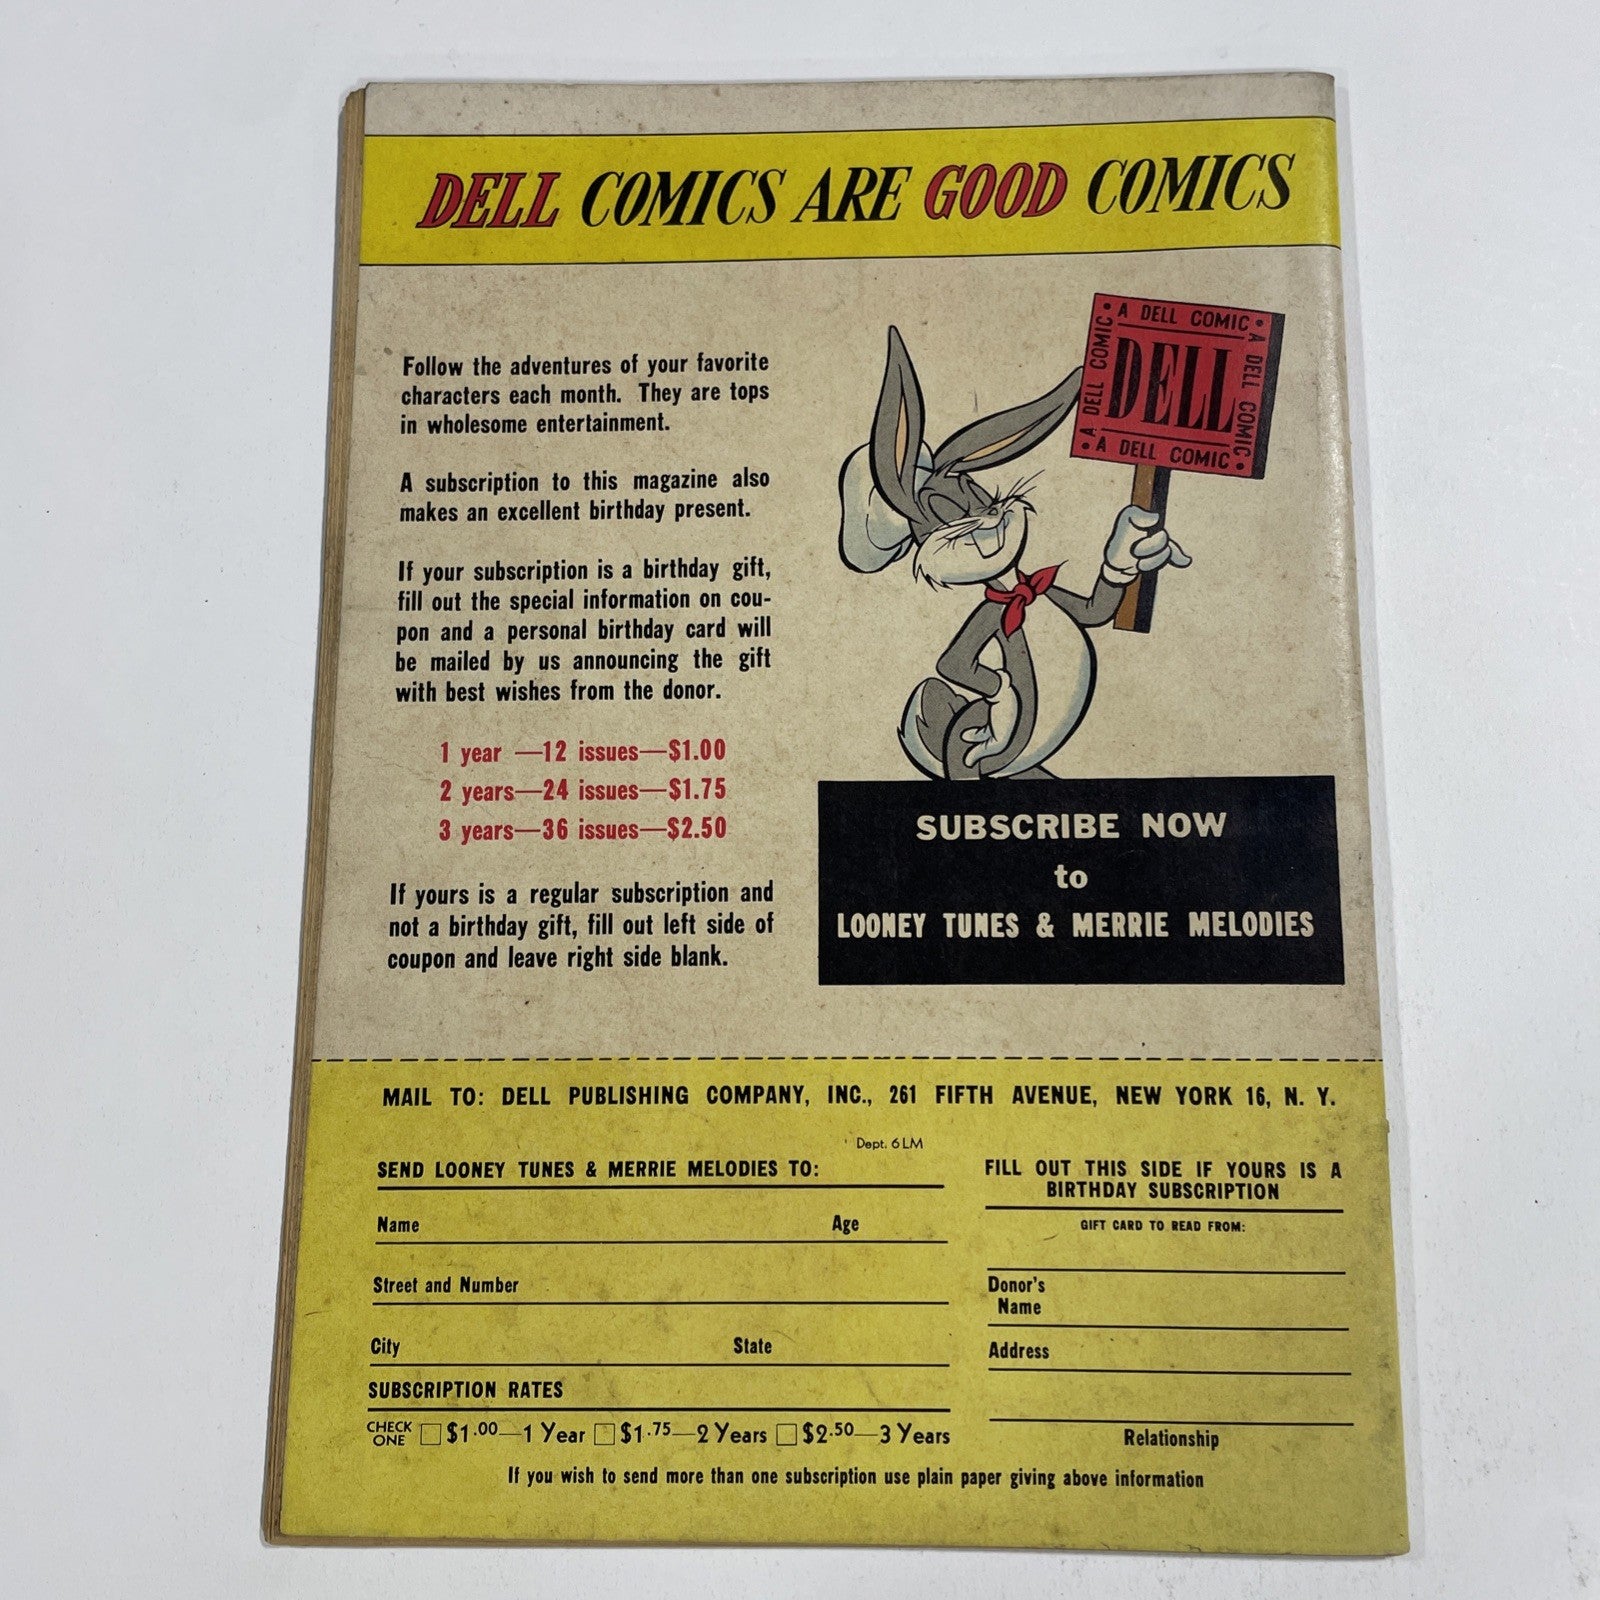 DELL COMICS ARE GOOD COMICS
Follow the adventures of your favorite
characters each month. They are tops
in wholesome entertainment.
A subscription to this magazine also
makes an excellent birthday present.
If your subscription is a birthday gift,
fill out the special information on cou-
pon and a personal birthday card will
be mailed by us announcing the gift
with best wishes from the donor.
1 year —12 issues—$1.00
2 years—24 issues—$1.75
3 years—36 issues—$2.50
If yours is a regular subscription and
not a birthday gift, fill out left side of
coupon and leave right side blank.
• A DELL COMIC •
A DELL COMIC
DELL
A DELL COMIC
• A DELL COMIC •
SUBSCRIBE NOW
to
LOONEY TUNES & MERRIE MELODIES
MAIL TO: DELL PUBLISHING COMPANY, INC., 261 FIFTH AVENUE, NEW YORK 16, N. Y.
Dept. 6 LM
SEND LOONEY TUNES & MERRIE MELODIES TO:
Name Age
Street and Number
City State
SUBSCRIPTION RATES
CHECK
ONE
$1.00—1 Year $1.75—2 Years $2.50—3 Years
FILL OUT THIS SIDE IF YOURS IS A
BIRTHDAY SUBSCRIPTION
GIFT CARD TO READ FROM:
Donor's
Name
Address
Relationship
If you wish to send more than one subscription use plain paper giving above information